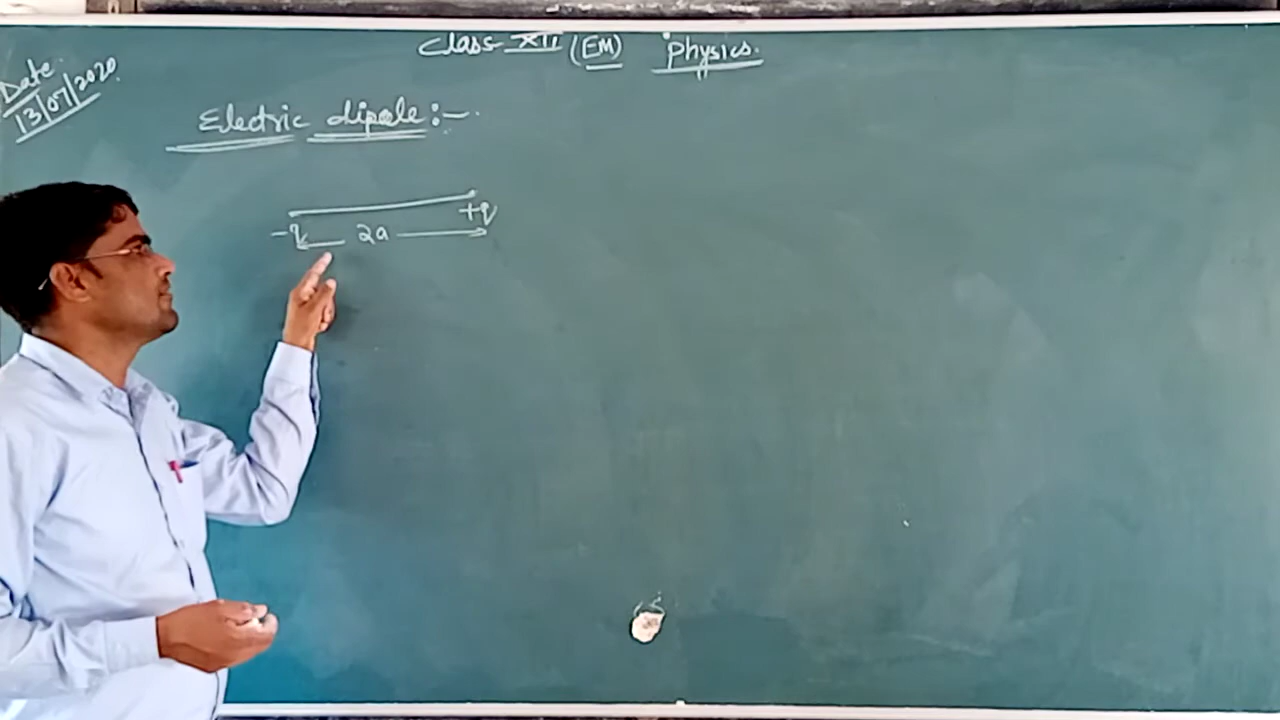 Class XII (EM) Physics.
Date
13/07/2020
Electric dipole:-
-q +q
2a